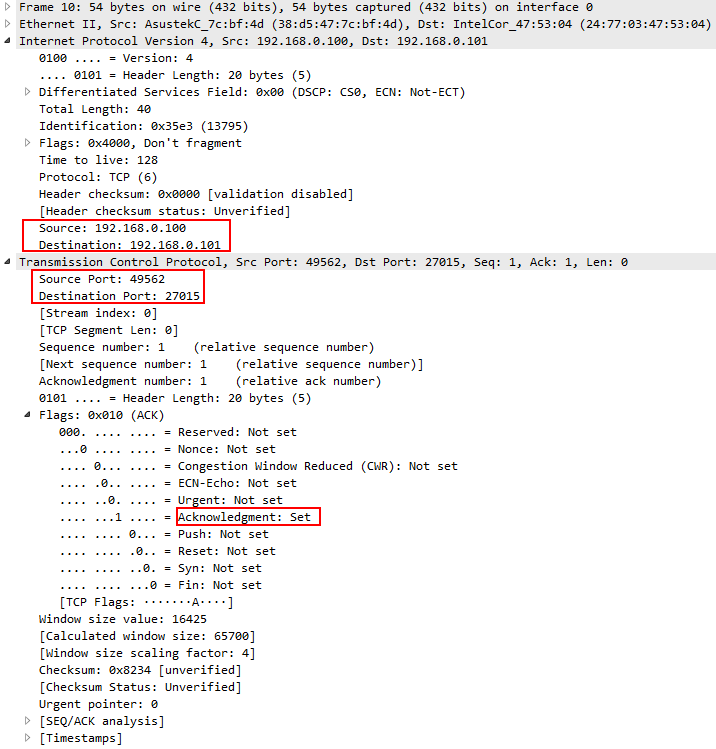 Frame 10: 54 bytes on wire (432 bits), 54 bytes captured (432 bits) on interface 0
Ethernet II, Src: AsustekC_7c:bf:4d (38:d5:47:7c:bf:4d), Dst: IntelCor_47:53:04 (24:77:03:47:53:04)
Internet Protocol Version 4, Src: 192.168.0.100, Dst: 192.168.0.101
0100 .... = Version: 4
.... 0101 = Header Length: 20 bytes (5)
Differentiated Services Field: 0x00 (DSCP: CS0, ECN: Not-ECT)
Total Length: 40
Identification: 0x35e3 (13795)
Flags: 0x4000, Don't fragment
Time to live: 128
Protocol: TCP (6)
Header checksum: 0x0000 [validation disabled]
[Header checksum status: Unverified]
Source: 192.168.0.100
Destination: 192.168.0.101
Transmission Control Protocol, Src Port: 49562, Dst Port: 27015, Seq: 1, Ack: 1, Len: 0
Source Port: 49562
Destination Port: 27015
[Stream index: 0]
[TCP Segment Len: 0]
Sequence number: 1    (relative sequence number)
[Next sequence number: 1    (relative sequence number)]
Acknowledgment number: 1    (relative ack number)
0101 .... = Header Length: 20 bytes (5)
Flags: 0x010 (ACK)
000. .... .... = Reserved: Not set
...0 .... .... = Nonce: Not set
.... 0... .... = Congestion Window Reduced (CWR): Not set
.... .0.. .... = ECN-Echo: Not set
.... ..0. .... = Urgent: Not set
.... ...1 .... = Acknowledgment: Set
.... .... 0... = Push: Not set
.... .... .0.. = Reset: Not set
.... .... ..0. = Syn: Not set
.... .... ...0 = Fin: Not set
[TCP Flags: ·······A····]
Window size value: 16425
[Calculated window size: 65700]
[Window size scaling factor: 4]
Checksum: 0x8234 [unverified]
[Checksum Status: Unverified]
Urgent pointer: 0
[SEQ/ACK analysis]
[Timestamps]